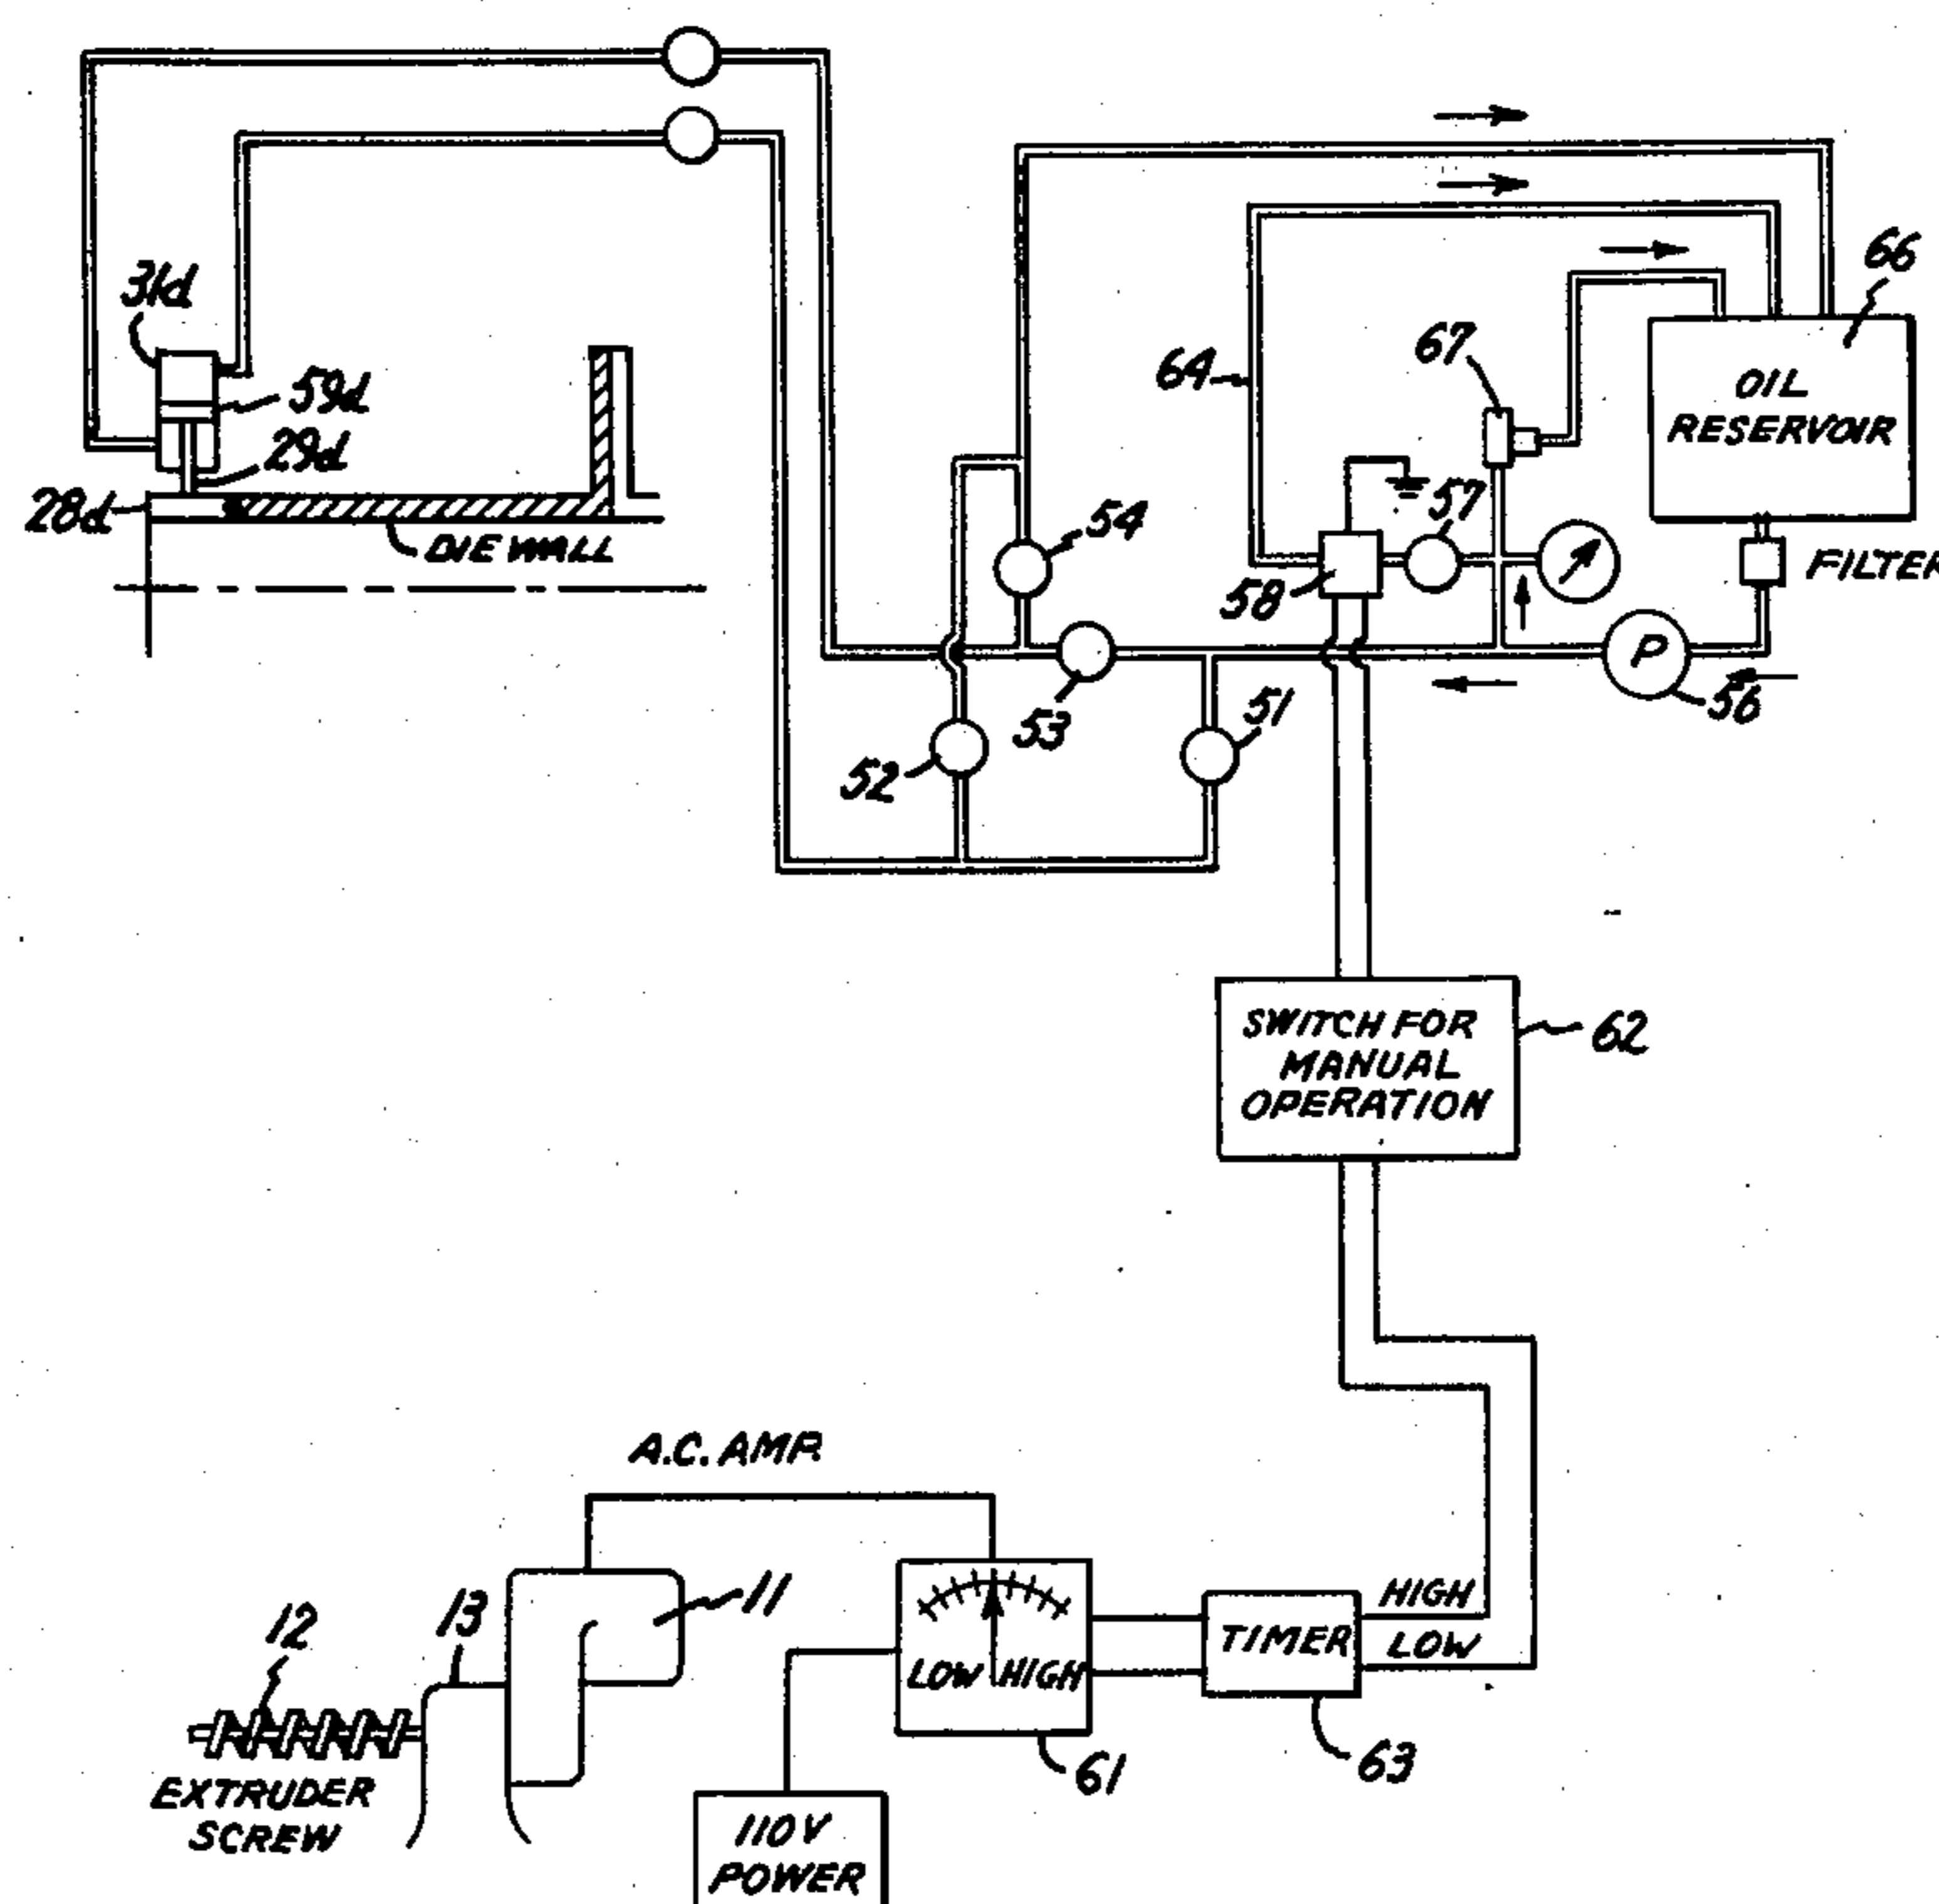 66
31d
67
64
OIL
RESERVOIR
59d
29d
28d
57
54
DIE WALL
58
FILTER
P
53
51
56
52
SWITCH FOR
MANUAL
OPERATION
62
A.C. AMP.
11
HIGH
12
13
TIMER
LOW
LOW HIGH
61
63
EXTRUDER
SCREW
110V
POWER